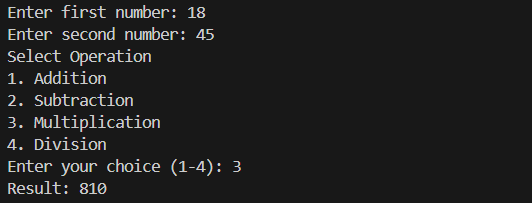 Enter first number: 18
Enter second number: 45
Select Operation
1. Addition
2. Subtraction
3. Multiplication
4. Division
Enter your choice (1-4): 3
Result: 810